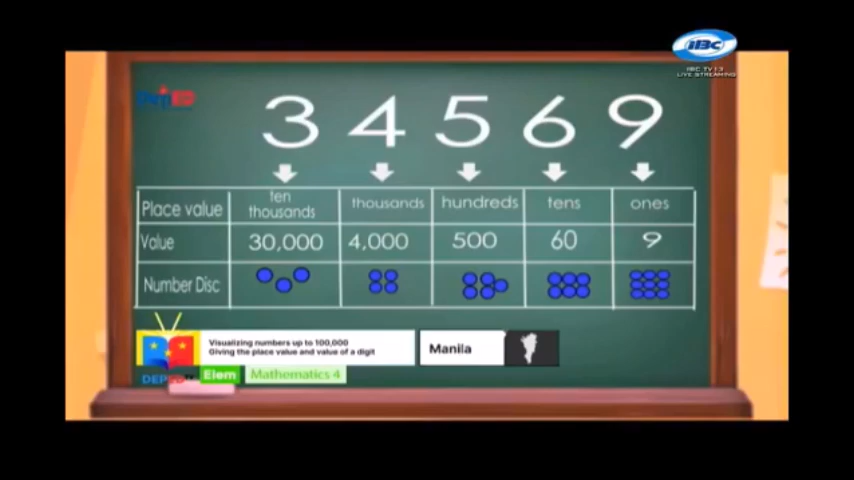 IBC
IBC TV 13
LIVE STREAMING
DepED
3 4 5 6 9
Place value ten thousands thousands hundreds tens ones
Value 30,000 4,000 500 60 9
Number Disc
Visualizing numbers up to 100,000
Giving the place value and value of a digit
Manila
DEPED
Elem
Mathematics 4